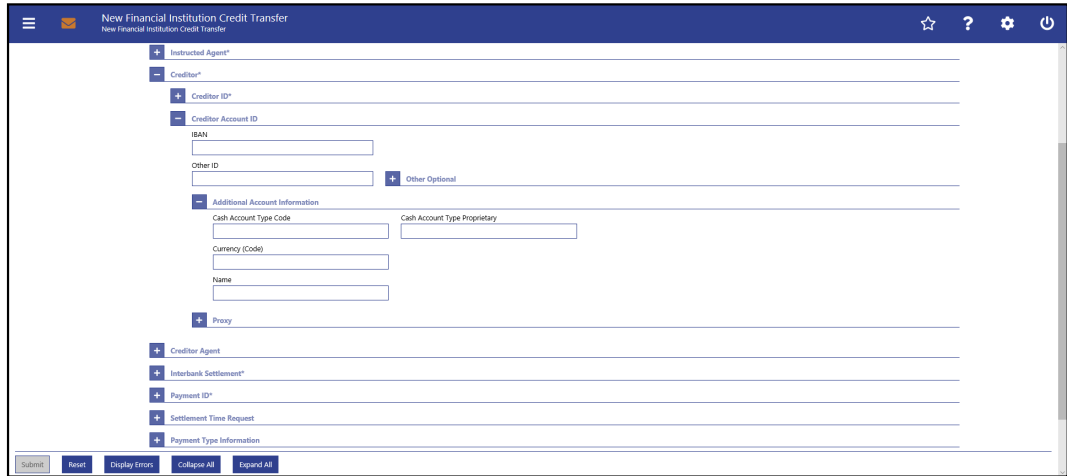 New Financial Institution Credit Transfer
New Financial Institution Credit Transfer
Instructed Agent*
Creditor*
Creditor ID*
Creditor Account ID
IBAN
Other ID
Other Optional
Additional Account Information
Cash Account Type Code Cash Account Type Proprietary
Currency (Code)
Name
Proxy
Creditor Agent
Interbank Settlement*
Payment ID*
Settlement Time Request
Payment Type Information
Submit Reset Display Errors Collapse All Expand All